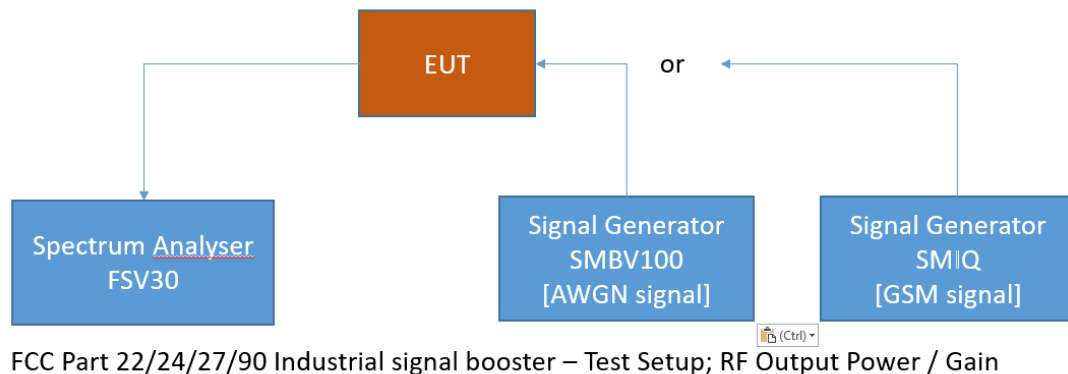 EUT
or
Spectrum Analyser
FSV30
Signal Generator
SMBV100
[AWGN signal]
Signal Generator
SMIQ
[GSM signal]
(Ctrl)
FCC Part 22/24/27/90 Industrial signal booster – Test Setup; RF Output Power / Gain